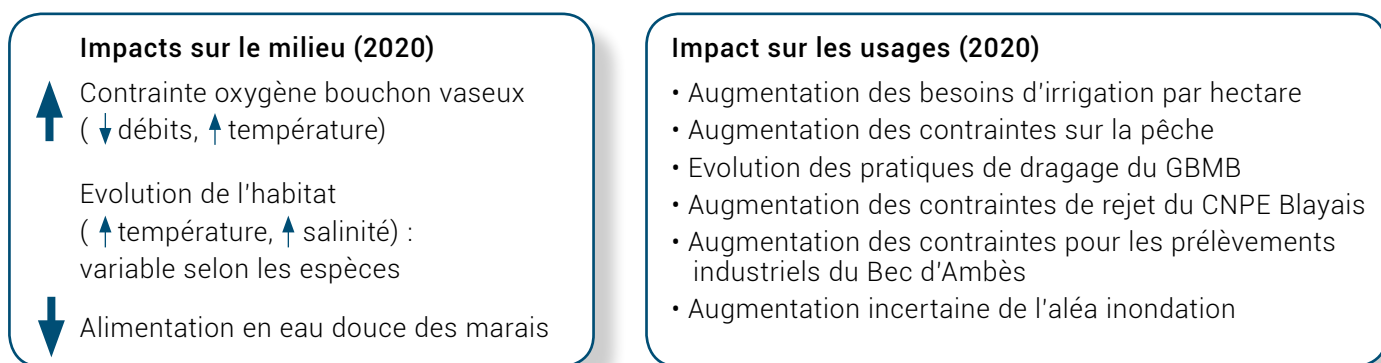 Impacts sur le milieu (2020)
Contrainte oxygène bouchon vaseux
( ↓ débits, ↑ température)
Evolution de l'habitat
( ↑ température, ↑ salinité) :
variable selon les espèces
Alimentation en eau douce des marais
Impact sur les usages (2020)
• Augmentation des besoins d'irrigation par hectare
• Augmentation des contraintes sur la pêche
• Evolution des pratiques de dragage du GBMB
• Augmentation des contraintes de rejet du CNPE Blayais
• Augmentation des contraintes pour les prélèvements
industriels du Bec d'Ambès
• Augmentation incertaine de l'aléa inondation